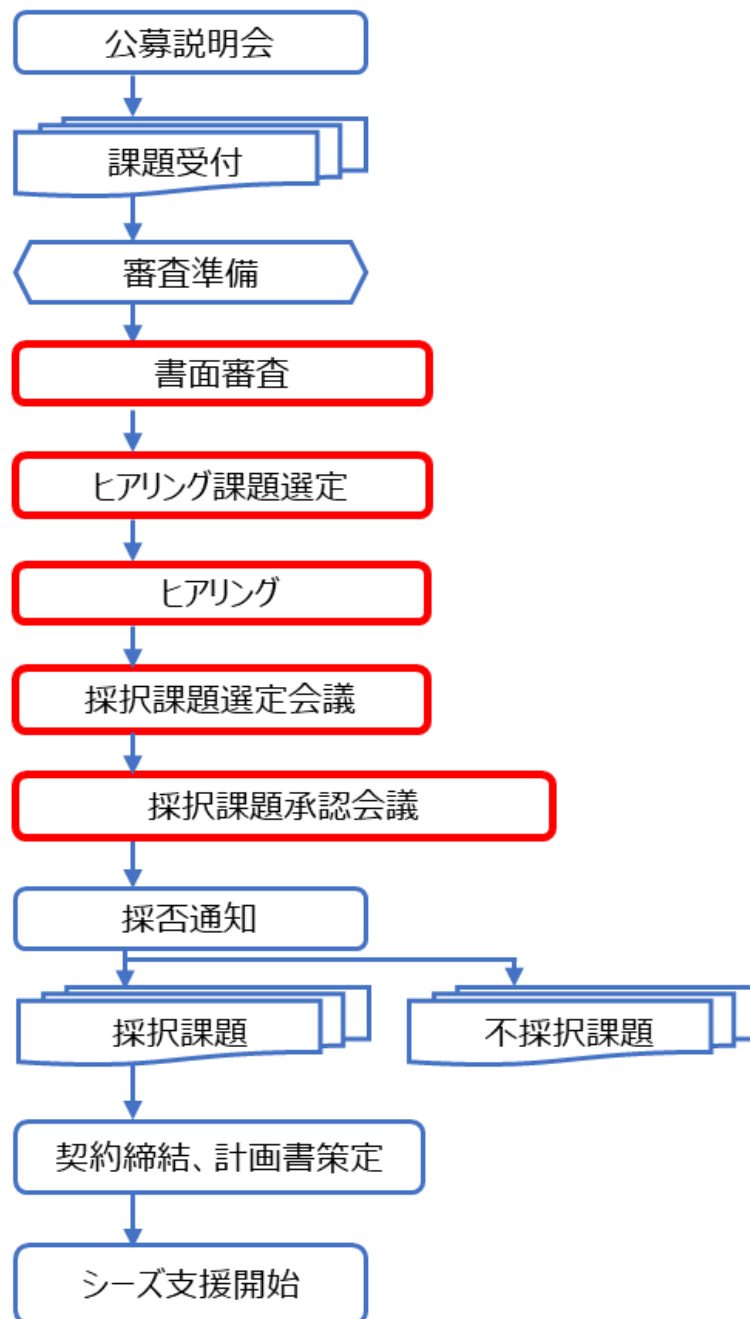 公募説明会
課題受付
審査準備
書面審査
ヒアリング課題選定
ヒアリング
採択課題選定会議
採択課題承認会議
採否通知
採択課題
不採択課題
契約締結、計画書策定
シーズ支援開始